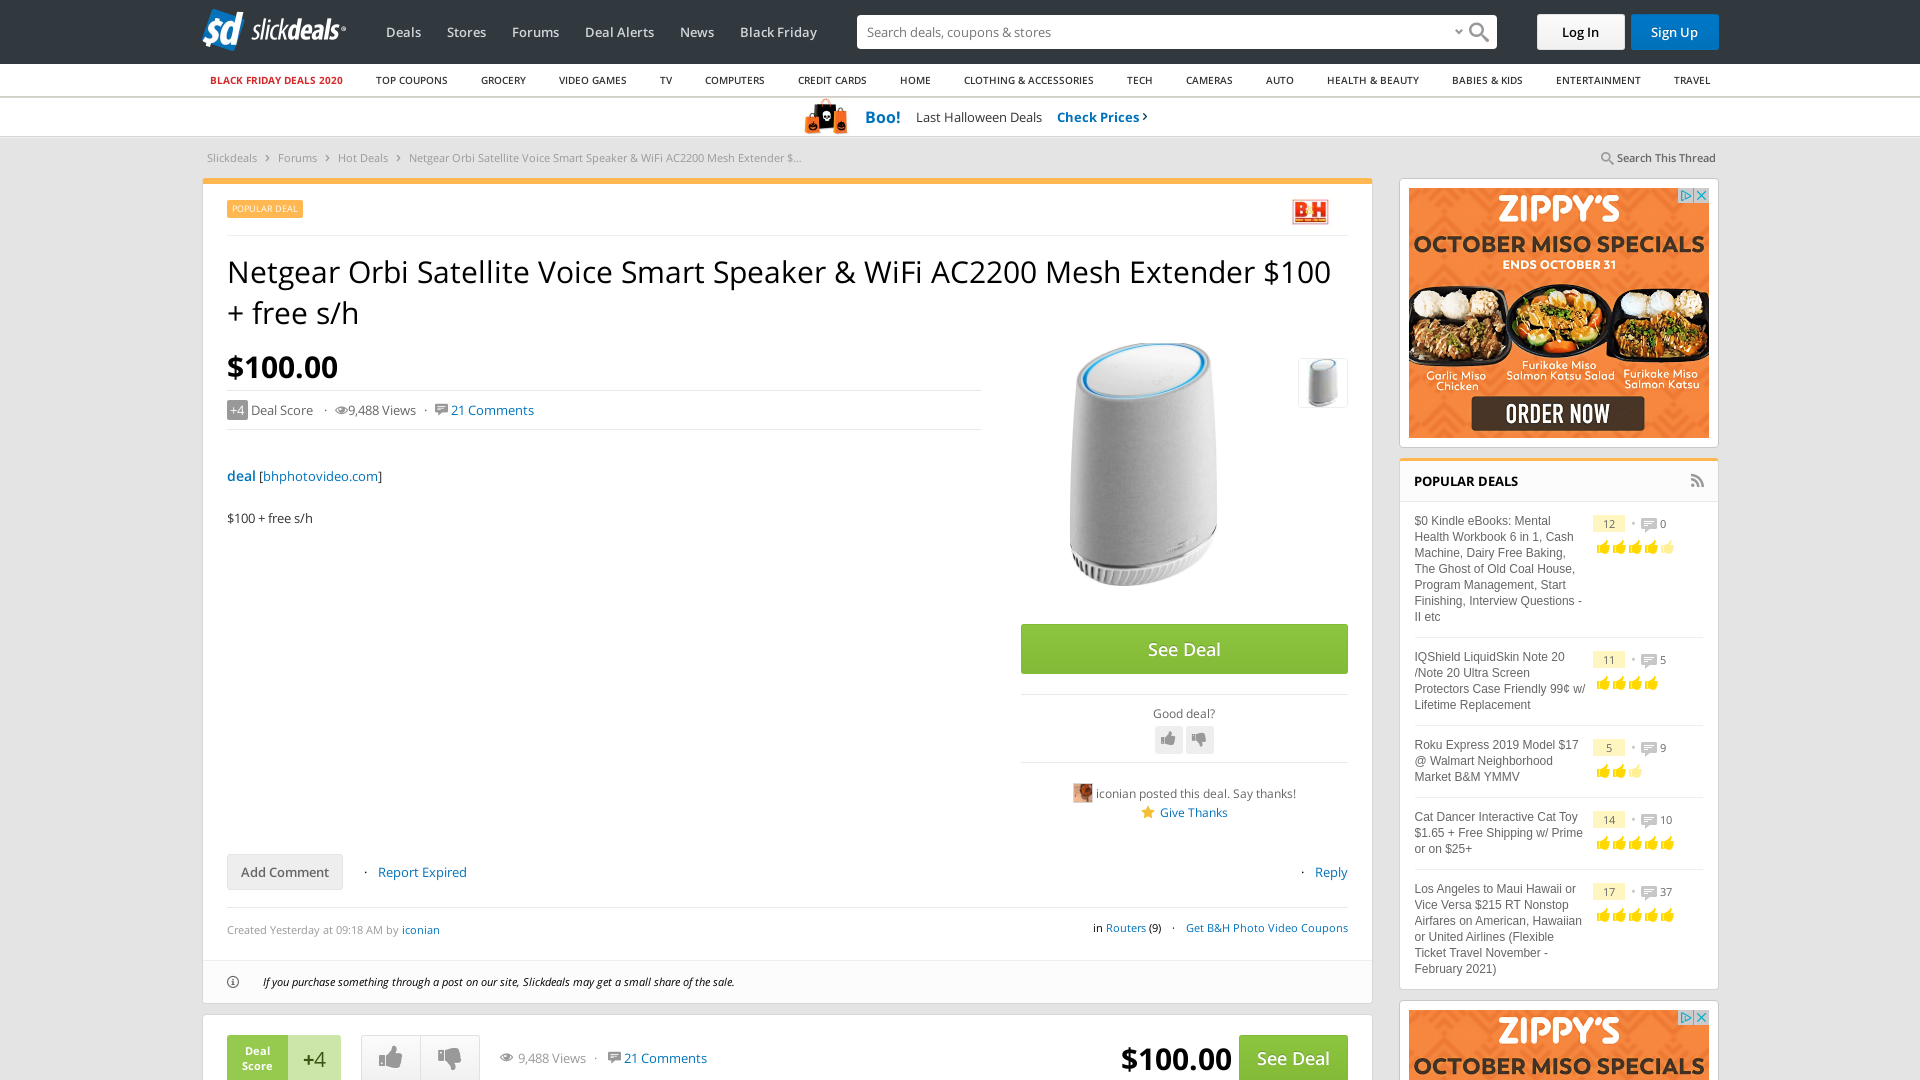 slickdeals
Deals
Stores
Forums
Deal Alerts
News
Black Friday
Search deals, coupons & stores
Log In
Sign Up
BLACK FRIDAY DEALS 2020
TOP COUPONS
GROCERY
VIDEO GAMES
TV
COMPUTERS
CREDIT CARDS
HOME
CLOTHING & ACCESSORIES
TECH
CAMERAS
AUTO
HEALTH & BEAUTY
BABIES & KIDS
ENTERTAINMENT
TRAVEL
Boo! Last Halloween Deals Check Prices ›
Slickdeals › Forums › Hot Deals › Netgear Orbi Satellite Voice Smart Speaker & WiFi AC2200 Mesh Extender $...
Search This Thread
POPULAR DEAL
B&H
Netgear Orbi Satellite Voice Smart Speaker & WiFi AC2200 Mesh Extender $100
+ free s/h
$100.00
+4 Deal Score · 9,488 Views · 21 Comments
deal [bhphotovideo.com]
$100 + free s/h
See Deal
Good deal?
iconian posted this deal. Say thanks!
Give Thanks
Add Comment · Report Expired
· Reply
Created Yesterday at 09:18 AM by iconian
in Routers (9) · Get B&H Photo Video Coupons
If you purchase something through a post on our site, Slickdeals may get a small share of the sale.
Deal
Score
+4
9,488 Views · 21 Comments
$100.00
See Deal
ZIPPY'S
OCTOBER MISO SPECIALS
ENDS OCTOBER 31
Garlic Miso
Chicken
Furikake Miso
Salmon Katsu Salad
Furikake Miso
Salmon Katsu
ORDER NOW
POPULAR DEALS
$0 Kindle eBooks: Mental
Health Workbook 6 in 1, Cash
Machine, Dairy Free Baking,
The Ghost of Old Coal House,
Program Management, Start
Finishing, Interview Questions -
II etc
12 • 0
IQShield LiquidSkin Note 20
/Note 20 Ultra Screen
Protectors Case Friendly 99¢ w/
Lifetime Replacement
11 • 5
Roku Express 2019 Model $17
@ Walmart Neighborhood
Market B&M YMMV
5 • 9
Cat Dancer Interactive Cat Toy
$1.65 + Free Shipping w/ Prime
or on $25+
14 • 10
Los Angeles to Maui Hawaii or
Vice Versa $215 RT Nonstop
Airfares on American, Hawaiian
or United Airlines (Flexible
Ticket Travel November -
February 2021)
17 • 37
ZIPPY'S
OCTOBER MISO SPECIALS